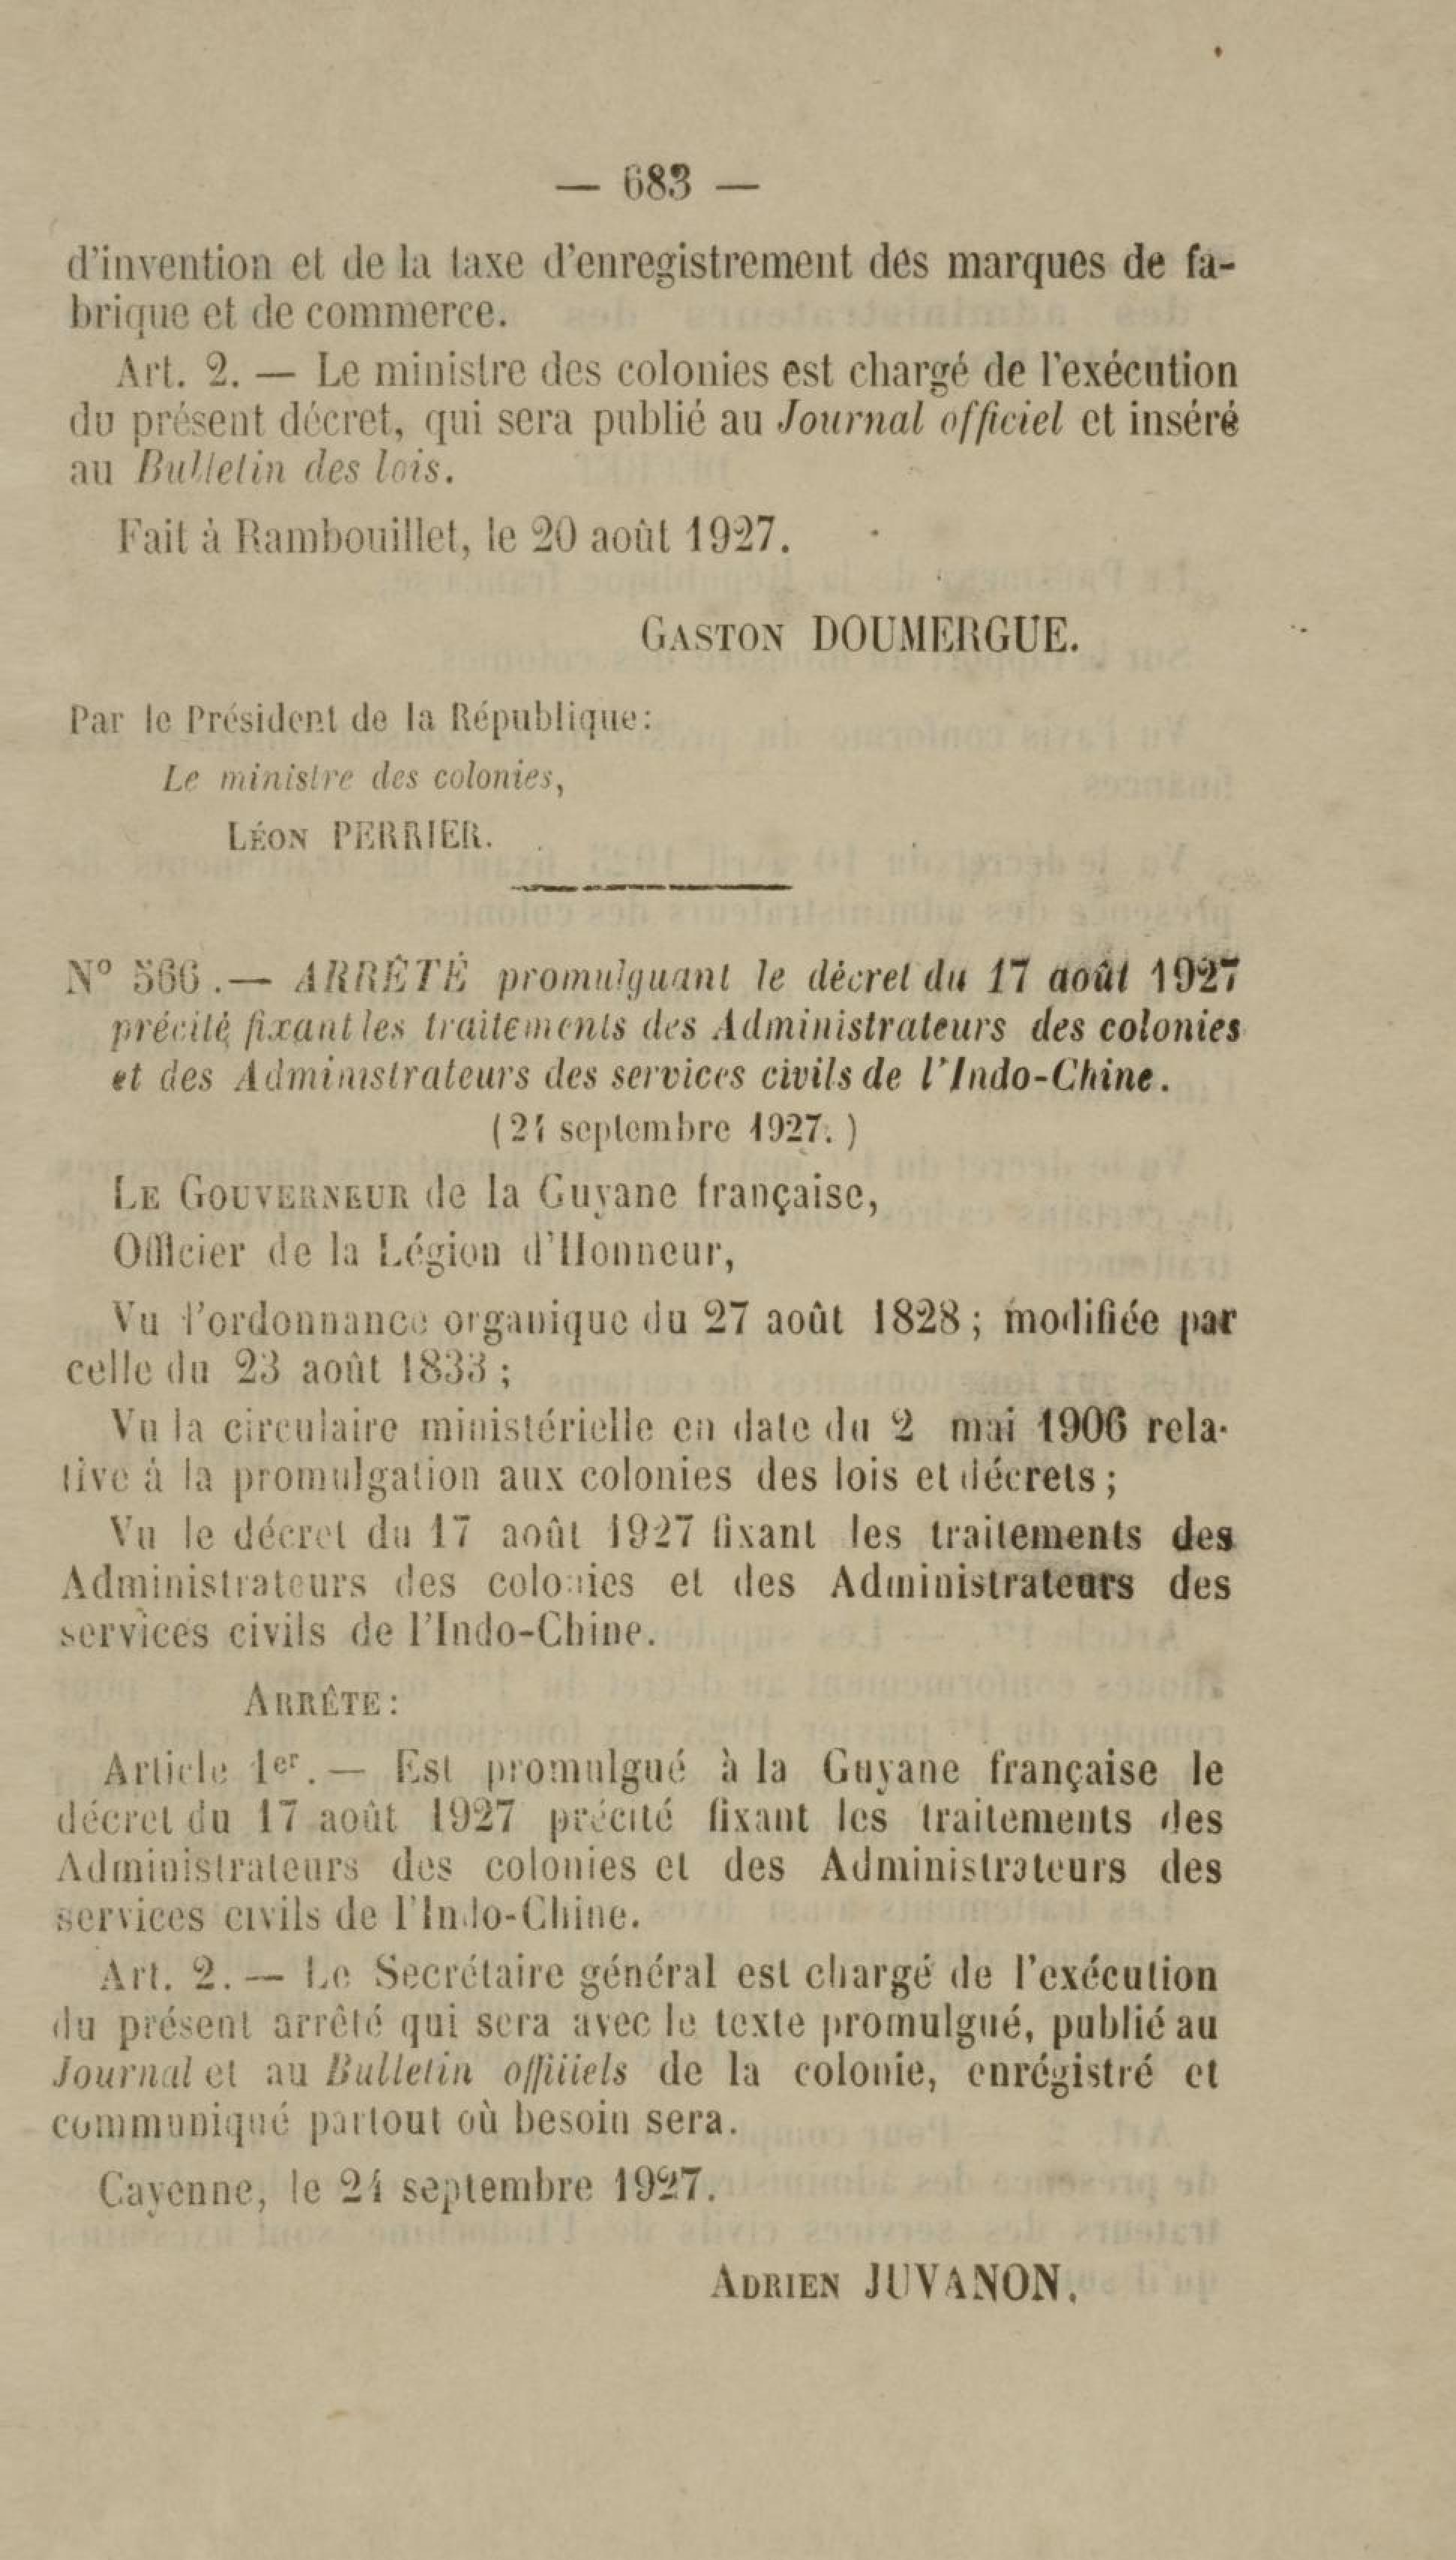 — 683 —
d'invention et de la taxe d'enregistrement des marques de fa-
brique et de commerce.
Art. 2. — Le ministre des colonies est chargé de l'exécution
du présent décret, qui sera publié au Journal officiel et inséré
au Bulletin des lois.
Fait à Rambouillet, le 20 août 1927.
GASTON DOUMERGUE.
Par le Président de la République:
Le ministre des colonies,
LÉON PERRIER.
N° 566.— ARRÊTÉ promulguant le décret du 17 août 1927
précité fixant les traitements des Administrateurs des colonies
et des Administrateurs des services civils de l'Indo-Chine.
(21 septembre 1927.)
LE GOUVERNEUR de la Guyane française,
Officier de la Légion d'Honneur,
Vu l'ordonnance organique du 27 août 1828; modifiée par
celle du 23 août 1833;
Vu la circulaire ministérielle en date du 2 mai 1906 rela-
tive à la promulgation aux colonies des lois et décrets;
Vu le décret du 17 août 1927 fixant les traitements des
Administrateurs des colonies et des Administrateurs des
services civils de l'Indo-Chine.
ARRÊTE:
Article 1er.— Est promulgué à la Guyane française le
décret du 17 août 1927 précité fixant les traitements des
Administrateurs des colonies et des Administrateurs des
services civils de l'Indo-Chine.
Art. 2.— Le Secrétaire général est chargé de l'exécution
du présent arrêté qui sera avec le texte promulgué, publié au
Journal et au Bulletin offiiiels de la colonie, enrégistré et
communiqué partout où besoin sera.
Cayenne, le 21 septembre 1927.
ADRIEN JUVANON.